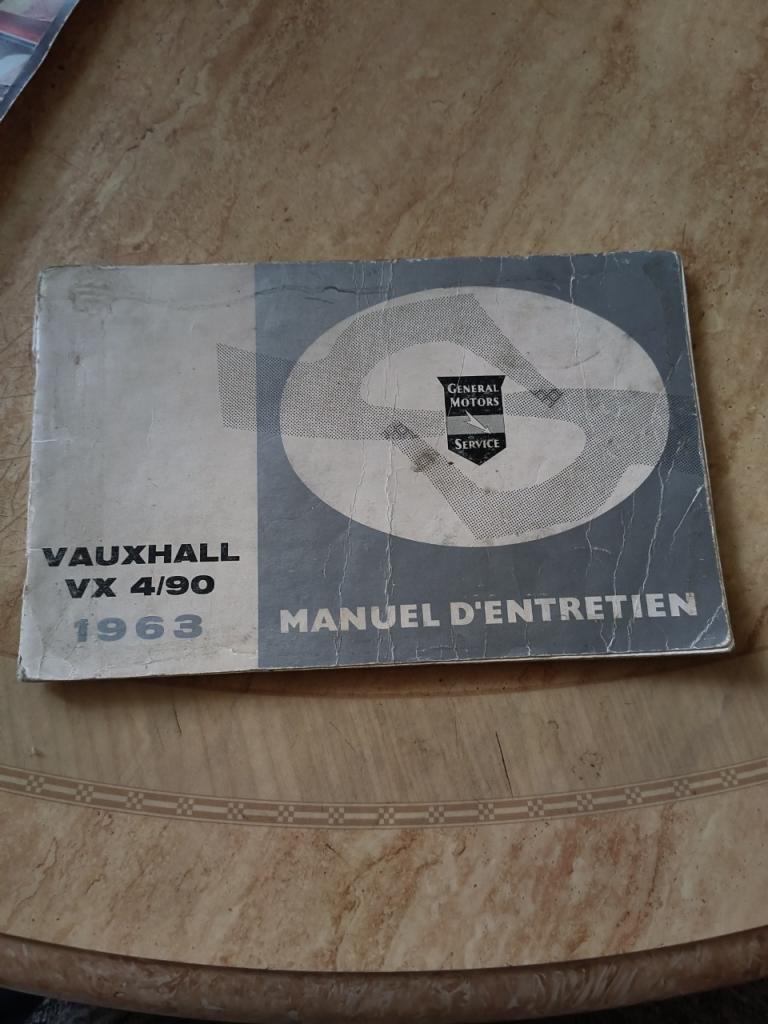 GENERAL
MOTORS
SERVICE
VAUXHALL
VX 4/90
1963
MANUEL D'ENTRETIEN